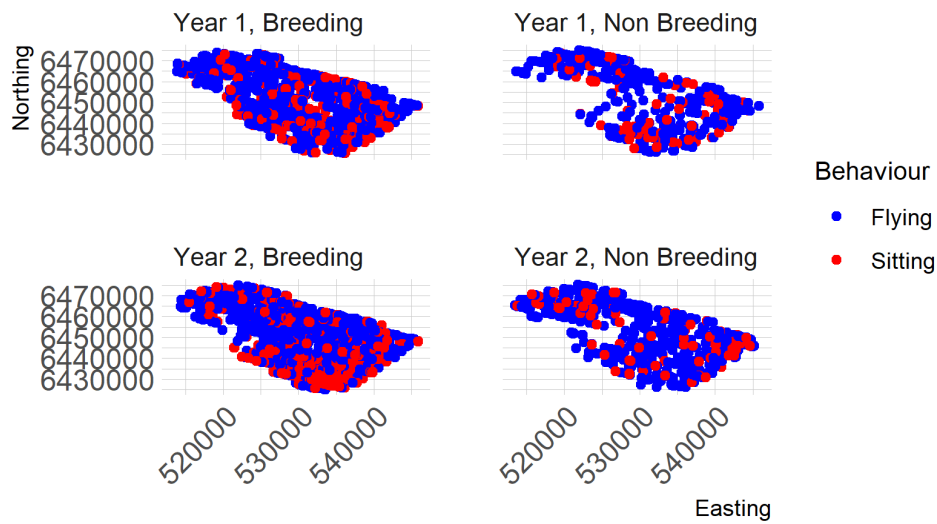 Year 1, Breeding
Year 1, Non Breeding
Northing
6470000
6460000
6450000
6440000
6430000
Behaviour
Flying
Sitting
Year 2, Breeding
Year 2, Non Breeding
6470000
6460000
6450000
6440000
6430000
520000
530000
540000
520000
530000
540000
Easting